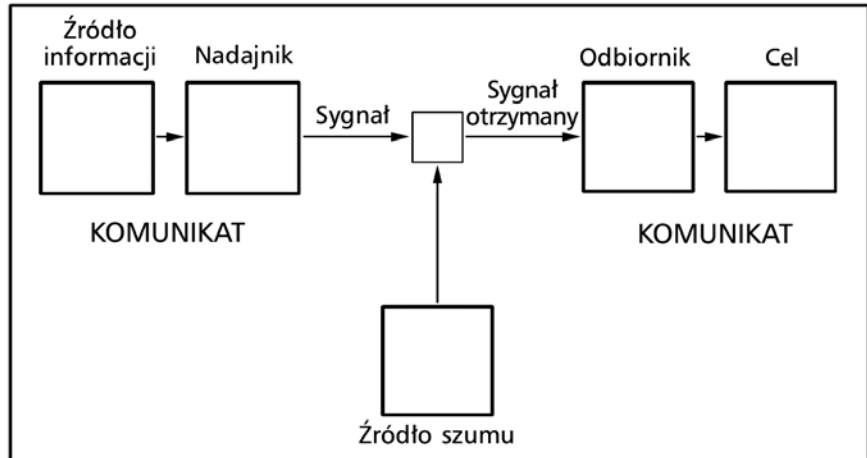 Źródło
informacji
Nadajnik
Sygnał
Sygnał
otrzymany
Odbiornik
Cel
KOMUNIKAT
KOMUNIKAT
Źródło szumu